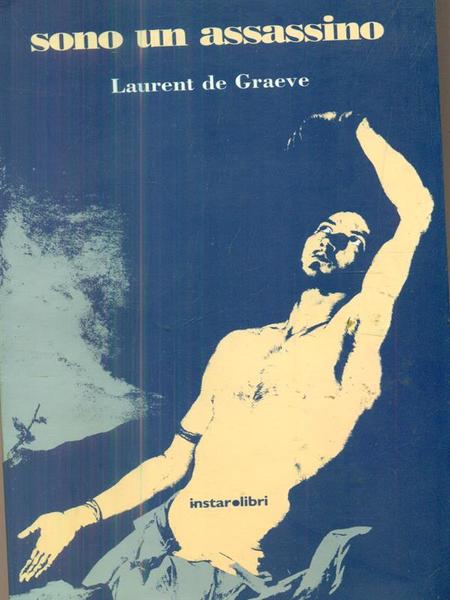 sono un assassino
Laurent de Graeve
instar libri